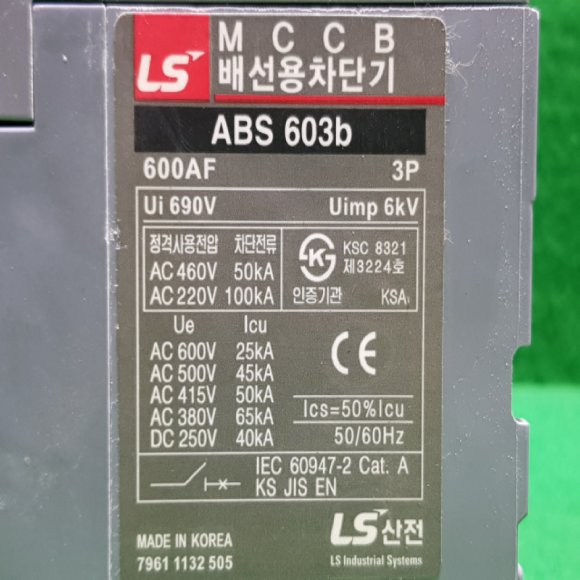 LS
M C C B
배선용차단기
ABS 603b
600AF 3P
Ui 690V Uimp 6kV
정격사용전압 차단전류
AC 460V 50kA
AC 220V 100kA
KSC 8321
제3224호
인증기관 KSA
Ue Icu
AC 600V 25kA
AC 500V 45kA
AC 415V 50kA
AC 380V 65kA
DC 250V 40kA
CE
Ics=50%Icu
50/60Hz
IEC 60947-2 Cat. A
KS JIS EN
MADE IN KOREA
7961 1132 505
LS산전
LS Industrial Systems